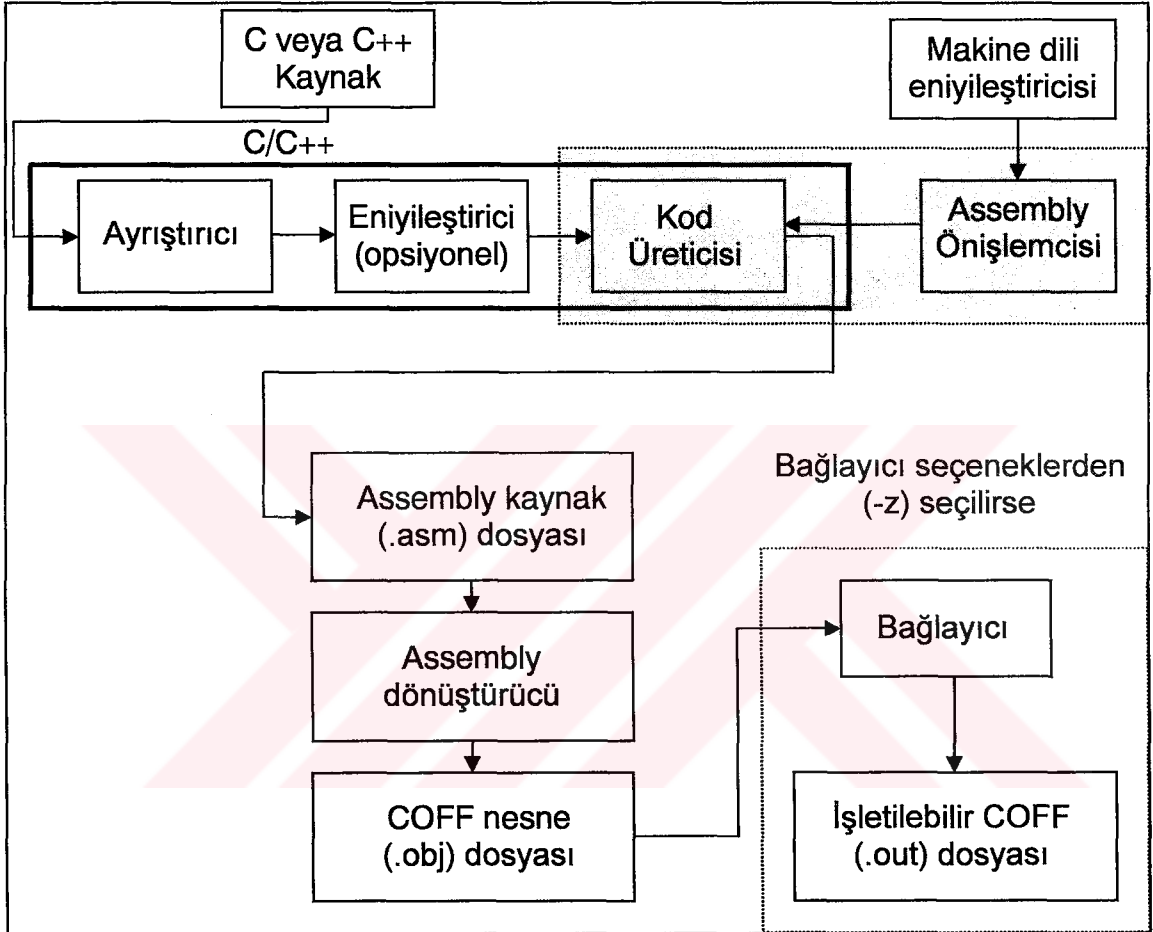 C veya C++
Kaynak
Makine dili
eniyileştiricisi
C/C++
Ayrıştırıcı
Eniyileştirici
(opsiyonel)
Kod
Üreticisi
Assembly
Önişlemcisi
Assembly kaynak
(.asm) dosyası
Bağlayıcı seçeneklerden
(-z) seçilirse
Assembly
dönüştürücü
Bağlayıcı
COFF nesne
(.obj) dosyası
İşletilebilir COFF
(.out) dosyası